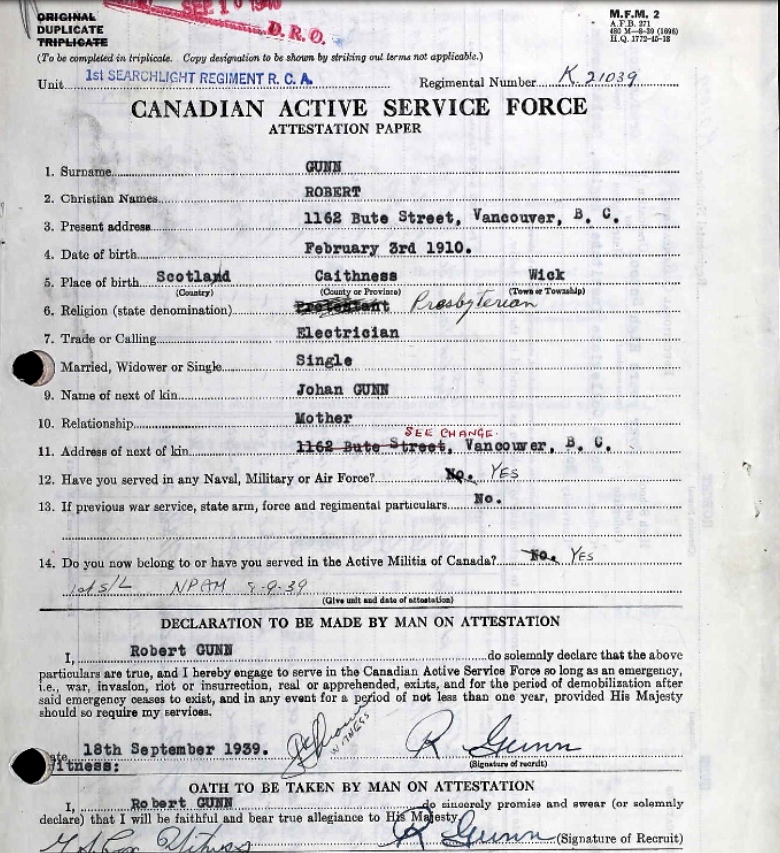 SEP 10 1940
D.R.O.
ORIGINAL
DUPLICATE
TRIPLICATE
M.F.M. 2
A.F.B. 271
H.Q. 1772-45-18
(To be completed in triplicate. Copy designation to be shown by striking out terms not applicable.)
Unit 1st SEARCHLIGHT REGIMENT R. C. A. Regimental Number K. 21039
CANADIAN ACTIVE SERVICE FORCE
ATTESTATION PAPER
1. Surname GUNN
2. Christian Names ROBERT
3. Present address 1162 Bute Street, Vancouver, B. C.
4. Date of birth February 3rd 1910.
5. Place of birth Scotland Caithness Wick
(Country) (County or Province) (Town or Township)
6. Religion (state denomination) Protestant Presbyterian
7. Trade or Calling Electrician
8. Married, Widower or Single Single
9. Name of next of kin Johan GUNN
10. Relationship Mother
SEE CHANGE
11. Address of next of kin 1162 Bute Street, Vancouver, B. C.
12. Have you served in any Naval, Military or Air Force? No. YES
13. If previous war service, state arm, force and regimental particulars No.
14. Do you now belong to or have you served in the Active Militia of Canada? No. YES
1st S/L NPAM 9-9-39
(Give unit and date of attestation)
DECLARATION TO BE MADE BY MAN ON ATTESTATION
I, Robert GUNN do solemnly declare that the above
particulars are true, and I hereby engage to serve in the Canadian Active Service Force so long as an emergency,
i.e., war, invasion, riot or insurrection, real or apprehended, exists, and for the period of demobilization after
said emergency ceases to exist, and in any event for a period of not less than one year, provided His Majesty
should so require my services.
18th September 1939. WITNESS R Gunn
Witness: (Signature of recruit)
OATH TO BE TAKEN BY MAN ON ATTESTATION
I, Robert GUNN do sincerely promise and swear (or solemnly
declare) that I will be faithful and bear true allegiance to His Majesty.
Witness R Gunn (Signature of Recruit)